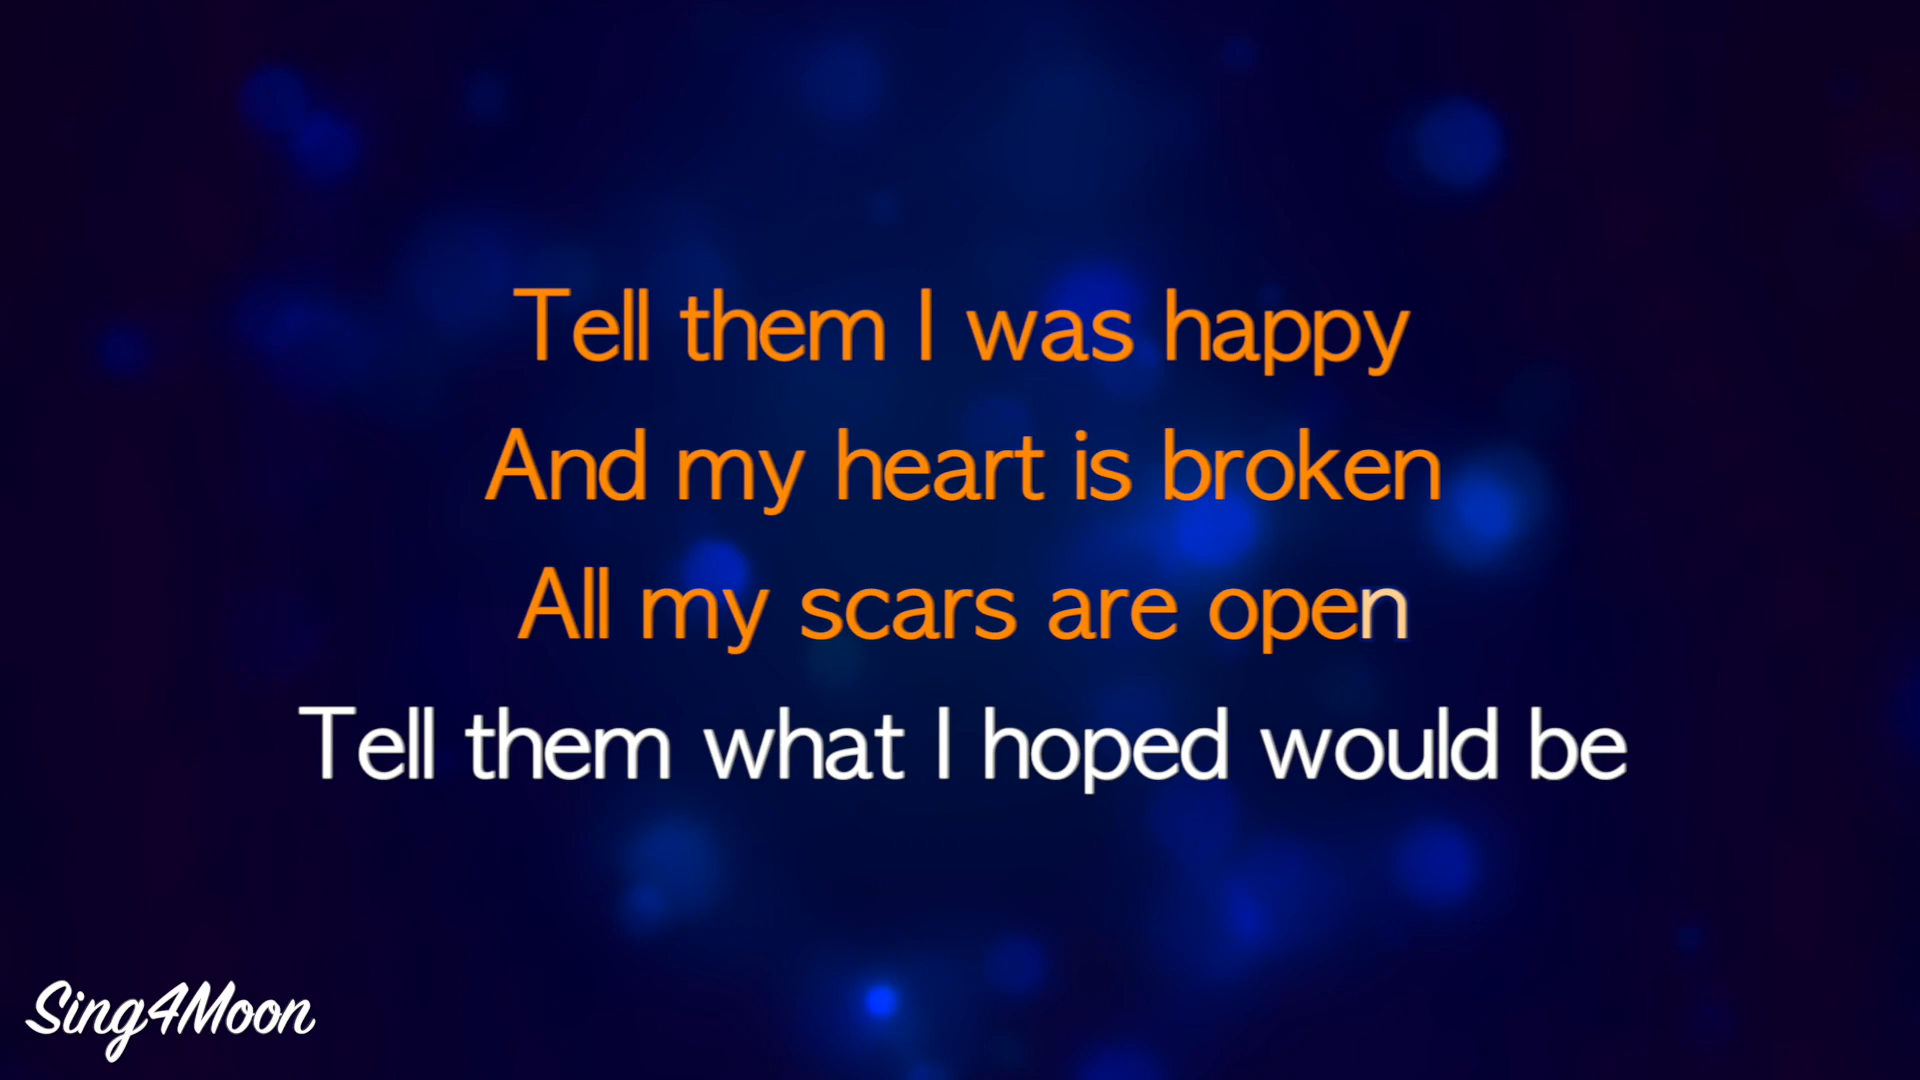 Tell them I was happy
And my heart is broken
All my scars are open
Tell them what I hoped would be
Sing4Moon